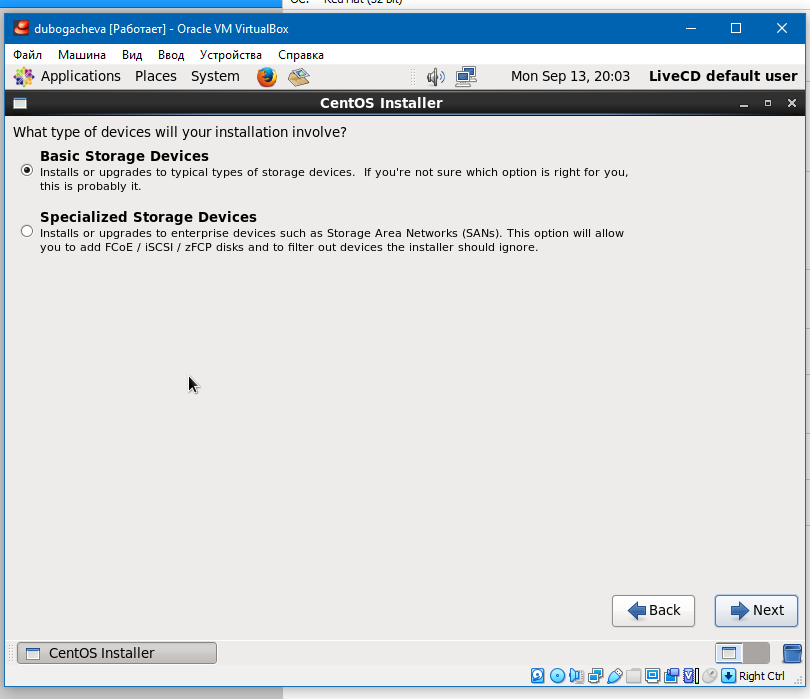 dubogacheva [Работает] - Oracle VM VirtualBox
Файл Машина Вид Ввод Устройства Справка
Applications Places System Mon Sep 13, 20:03 LiveCD default user
CentOS Installer
What type of devices will your installation involve?
Basic Storage Devices
Installs or upgrades to typical types of storage devices. If you're not sure which option is right for you,
this is probably it.
Specialized Storage Devices
Installs or upgrades to enterprise devices such as Storage Area Networks (SANs). This option will allow
you to add FCoE / iSCSI / zFCP disks and to filter out devices the installer should ignore.
Back Next
CentOS Installer
Right Ctrl